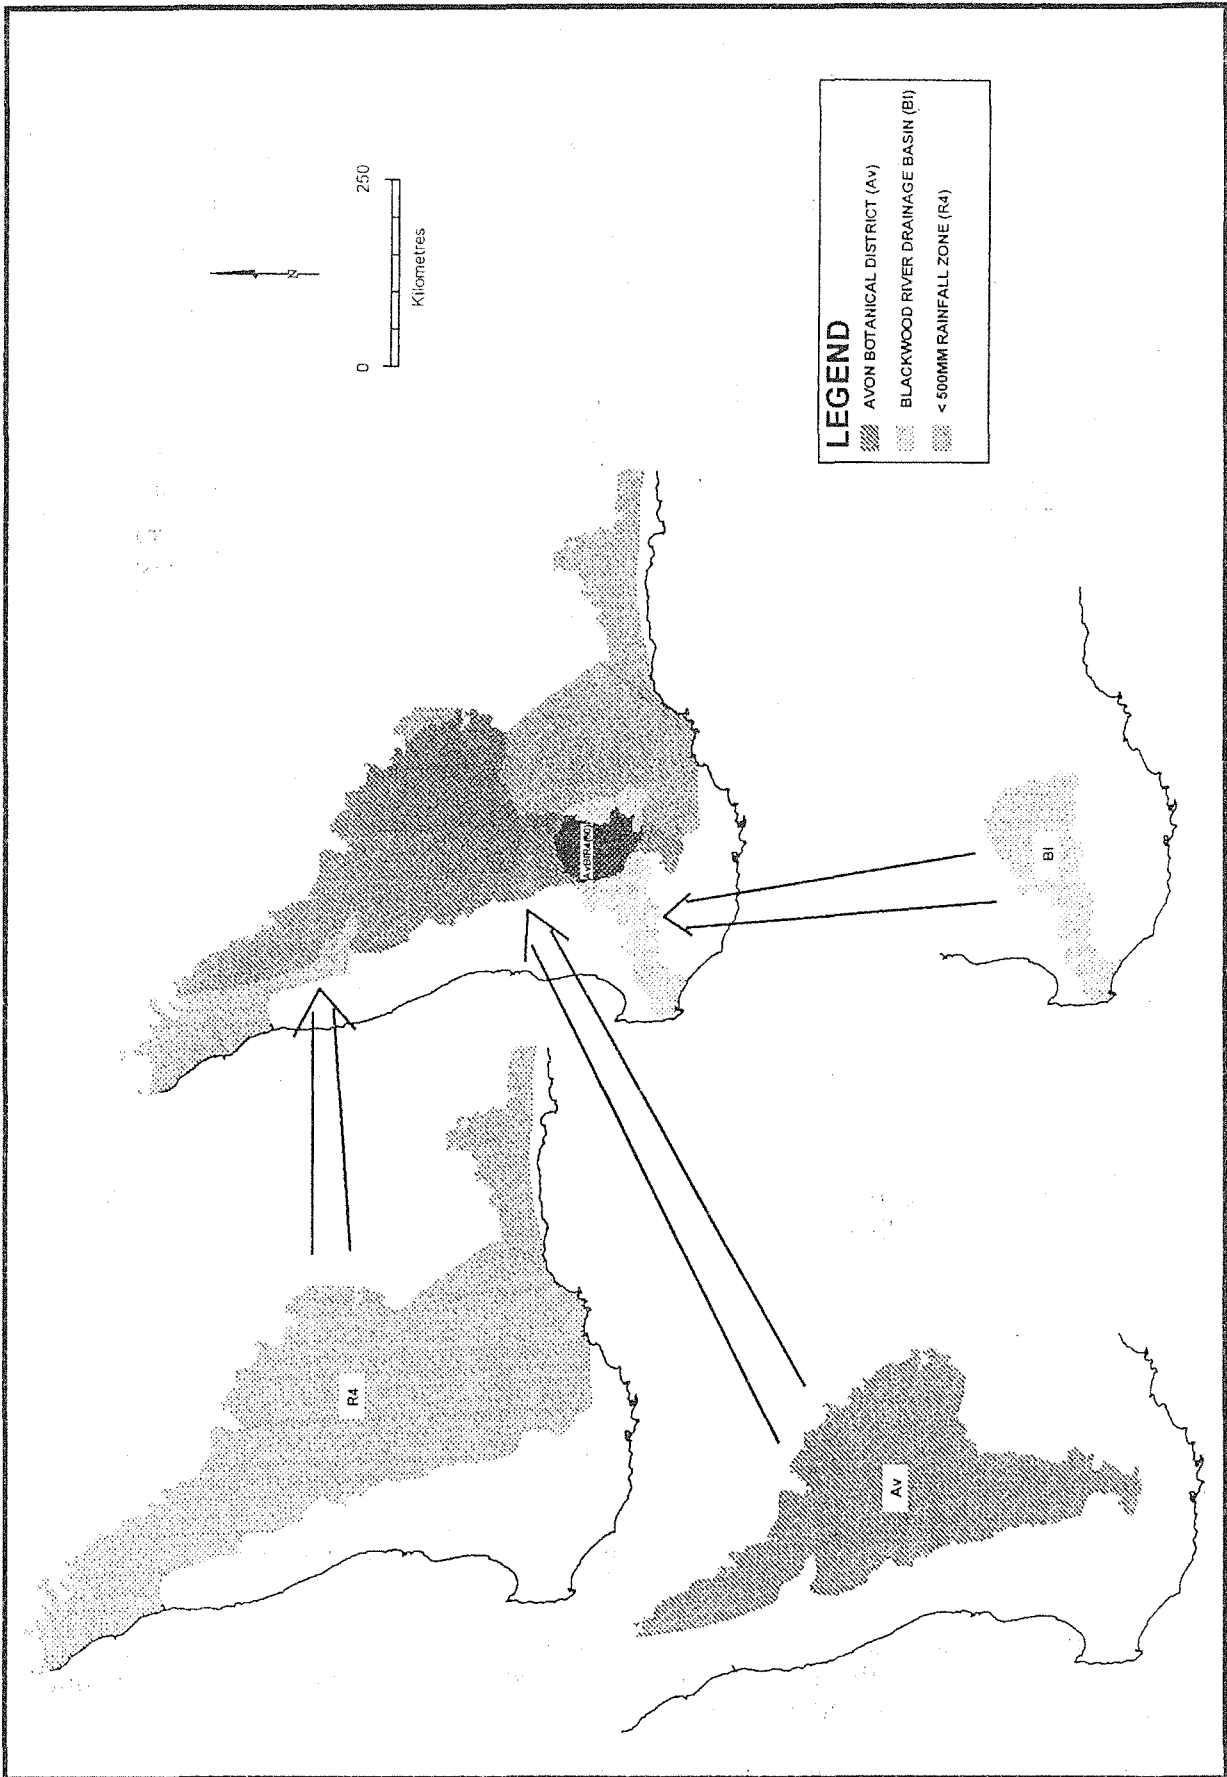 0 250
Kilometres
N
R4
Av
Bl
LEGEND
AVON BOTANICAL DISTRICT (Av)
BLACKWOOD RIVER DRAINAGE BASIN (Bl)
< 500MM RAINFALL ZONE (R4)